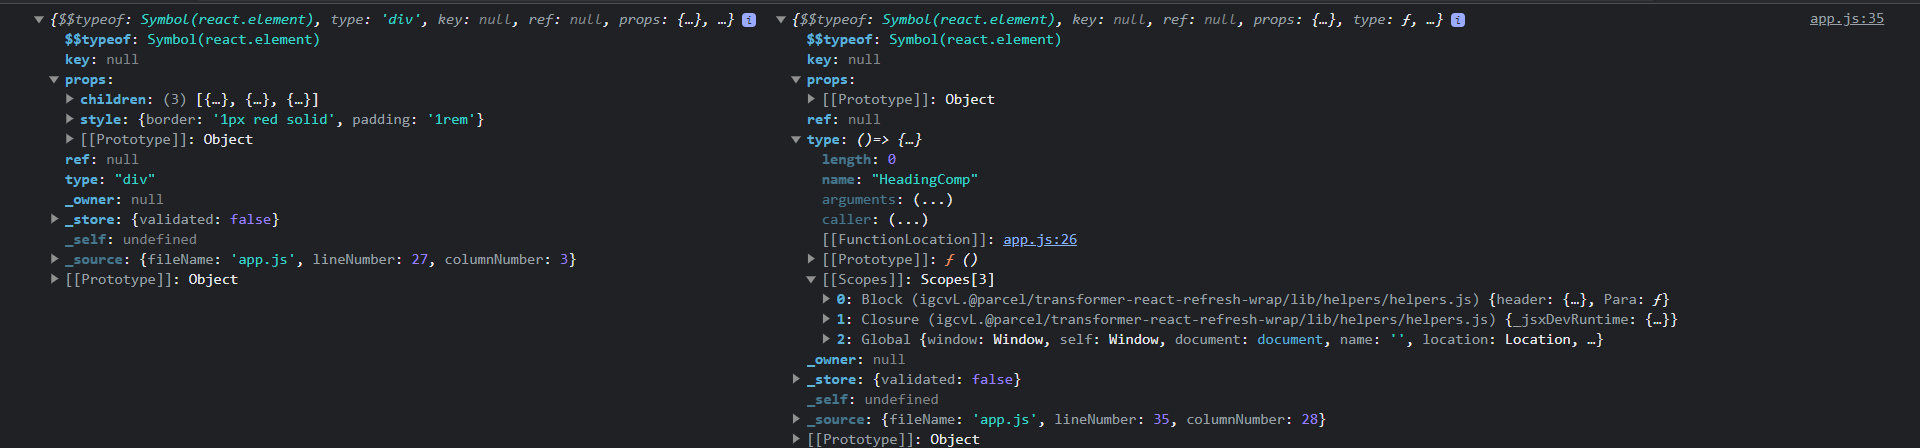 {$$typeof: Symbol(react.element), type: 'div', key: null, ref: null, props: {…}, …} i
$$typeof: Symbol(react.element)
key: null
props:
children: (3) [{…}, {…}, {…}]
style: {border: '1px red solid', padding: '1rem'}
[[Prototype]]: Object
ref: null
type: "div"
_owner: null
_store: {validated: false}
_self: undefined
_source: {fileName: 'app.js', lineNumber: 27, columnNumber: 3}
[[Prototype]]: Object
{$$typeof: Symbol(react.element), key: null, ref: null, props: {…}, type: ƒ, …} i
app.js:35
$$typeof: Symbol(react.element)
key: null
props:
[[Prototype]]: Object
ref: null
type: ()=> {…}
length: 0
name: "HeadingComp"
arguments: (...)
caller: (...)
[[FunctionLocation]]: app.js:26
[[Prototype]]: ƒ ()
[[Scopes]]: Scopes[3]
0: Block (igcvL.@parcel/transformer-react-refresh-wrap/lib/helpers/helpers.js) {header: {…}, Para: ƒ}
1: Closure (igcvL.@parcel/transformer-react-refresh-wrap/lib/helpers/helpers.js) {_jsxDevRuntime: {…}}
2: Global {window: Window, self: Window, document: document, name: '', location: Location, …}
_owner: null
_store: {validated: false}
_self: undefined
_source: {fileName: 'app.js', lineNumber: 35, columnNumber: 28}
[[Prototype]]: Object